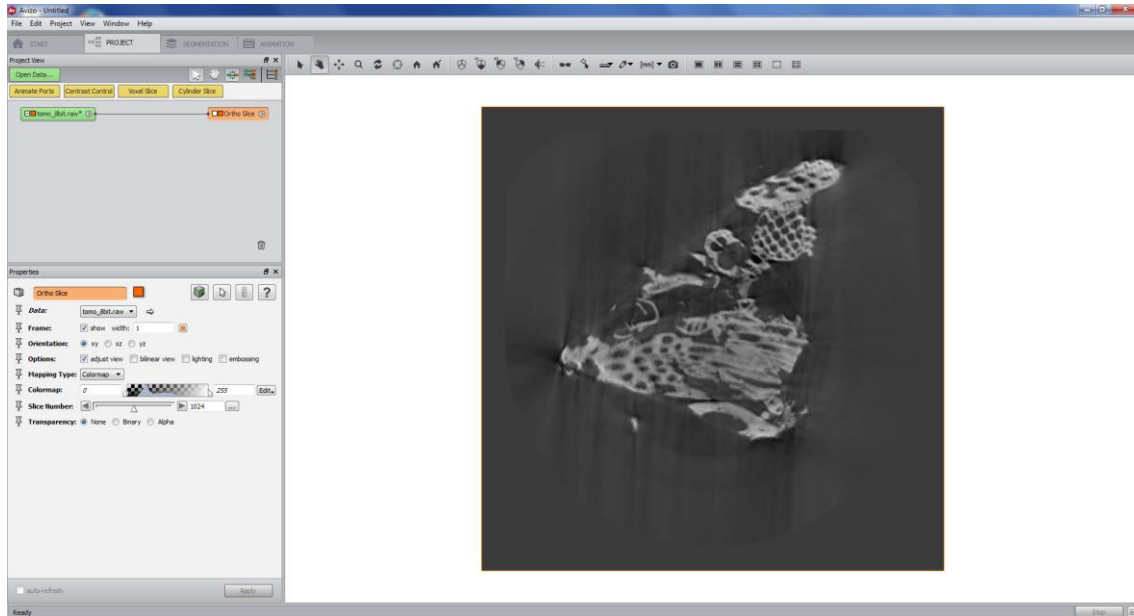 Avizo - Untitled
File Edit Project View Window Help
START PROJECT SEGMENTATION ANIMATION
Project View
Open Data...
Animate Ports Contrast Control Voxel Slice Cylinder Slice
tomo_8bit.raw* Ortho Slice
Properties
Ortho Slice
Data: tomo_8bit.raw
Frame: show width: 1
Orientation: xy xz yz
Options: adjust view bilinear view lighting embossing
Mapping Type: Colormap
Colormap: 0 255 Edit
Slice Number: 1024 ...
Transparency: None Binary Alpha
auto-refresh Apply
Ready Stop